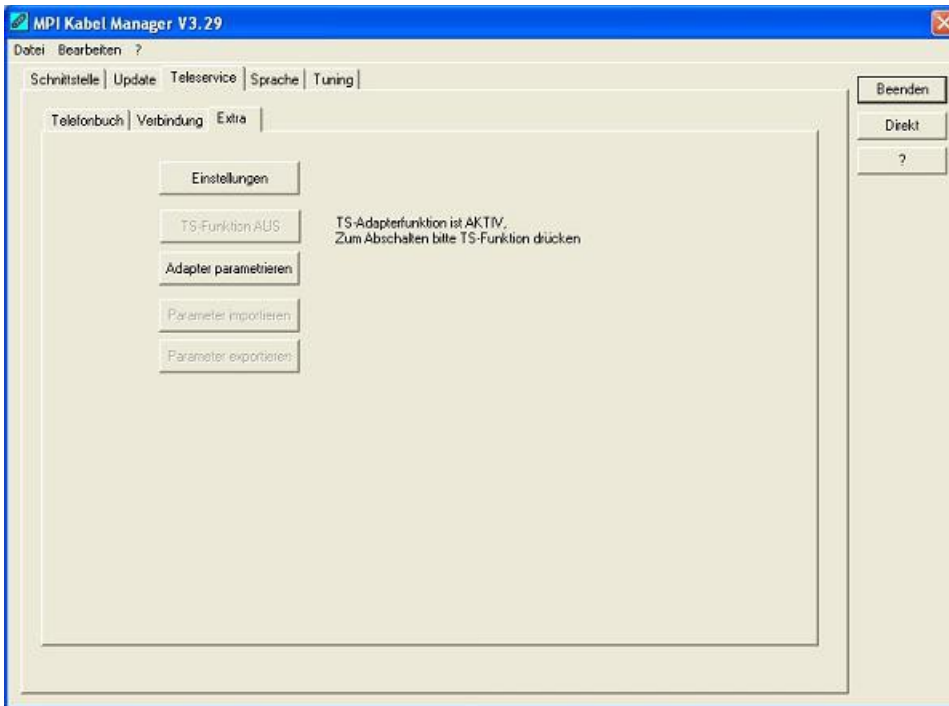 MPI Kabel Manager V3.29
Datei Bearbeiten ?
Schnittstelle Update Teleservice Sprache Tuning
Beenden
Telefonbuch Verbindung Extra
Direkt
?
Einstellungen
TS-Funktion AUS
TS-Adapterfunktion ist AKTIV,
Zum Abschalten bitte TS-Funktion drücken
Adapter parametrieren
Parameter importieren
Parameter exportieren